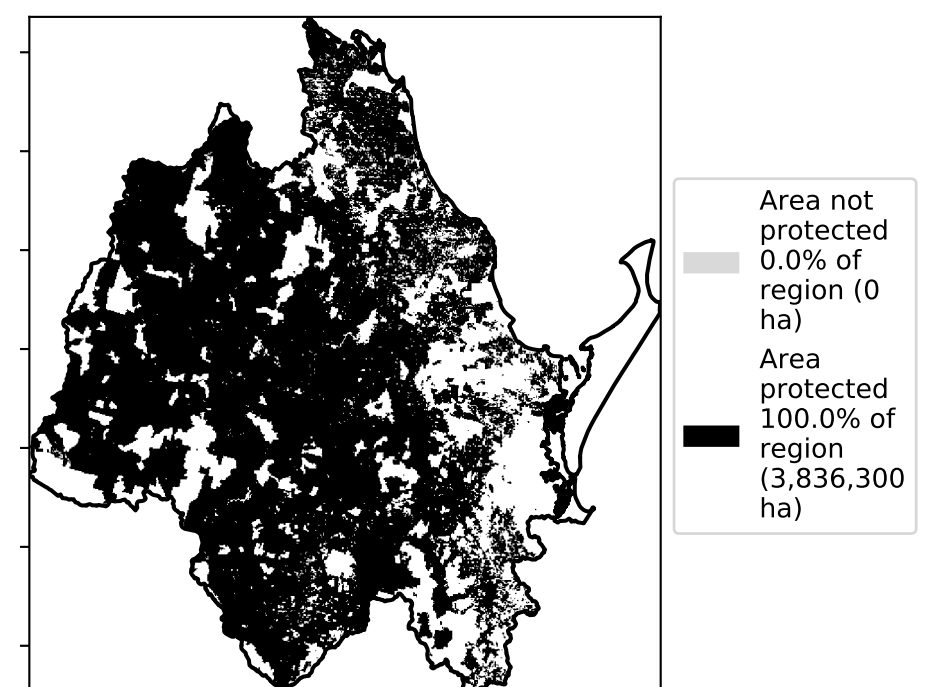 Area not
protected
0.0% of
region (0
ha)
Area
protected
100.0% of
region
(3,836,300
ha)